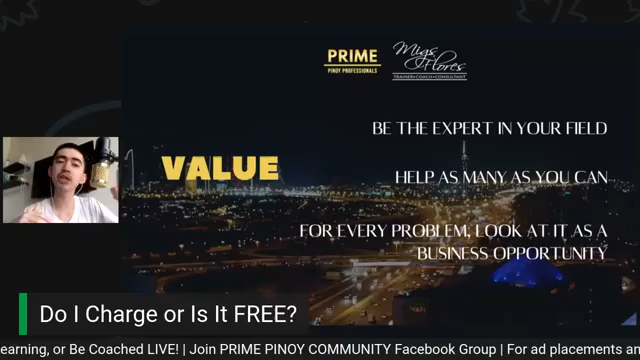 PRIME
PINOY PROFESSIONALS
Migs
Flores
TRAINER•COACH•CONSULTANT
BE THE EXPERT IN YOUR FIELD
VALUE
HELP AS MANY AS YOU CAN
FOR EVERY PROBLEM, LOOK AT IT AS A
BUSINESS OPPORTUNITY
Do I Charge or Is It FREE?
earning, or Be Coached LIVE! | Join PRIME PINOY COMMUNITY Facebook Group | For ad placements an